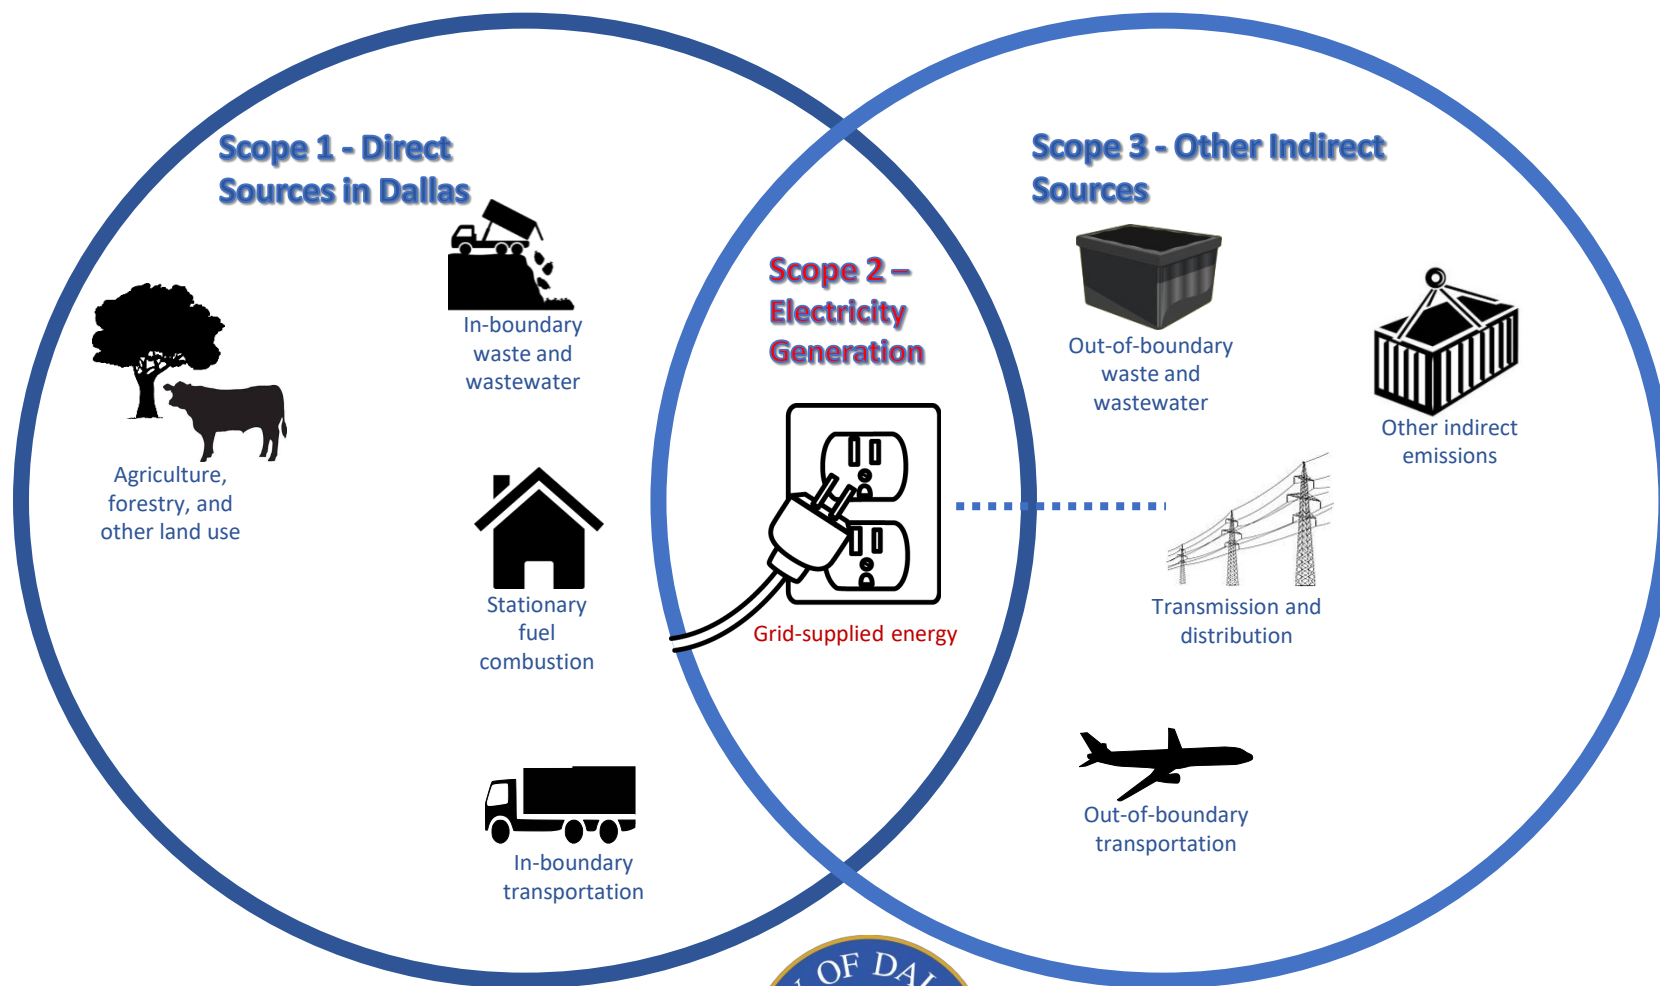 Scope 1 - Direct
Sources in Dallas
In-boundary
waste and
wastewater
Agriculture,
forestry, and
other land use
Stationary
fuel
combustion
In-boundary
transportation
Scope 2 –
Electricity
Generation
Grid-supplied energy
Scope 3 - Other Indirect
Sources
Out-of-boundary
waste and
wastewater
Other indirect
emissions
Transmission and
distribution
Out-of-boundary
transportation
OF